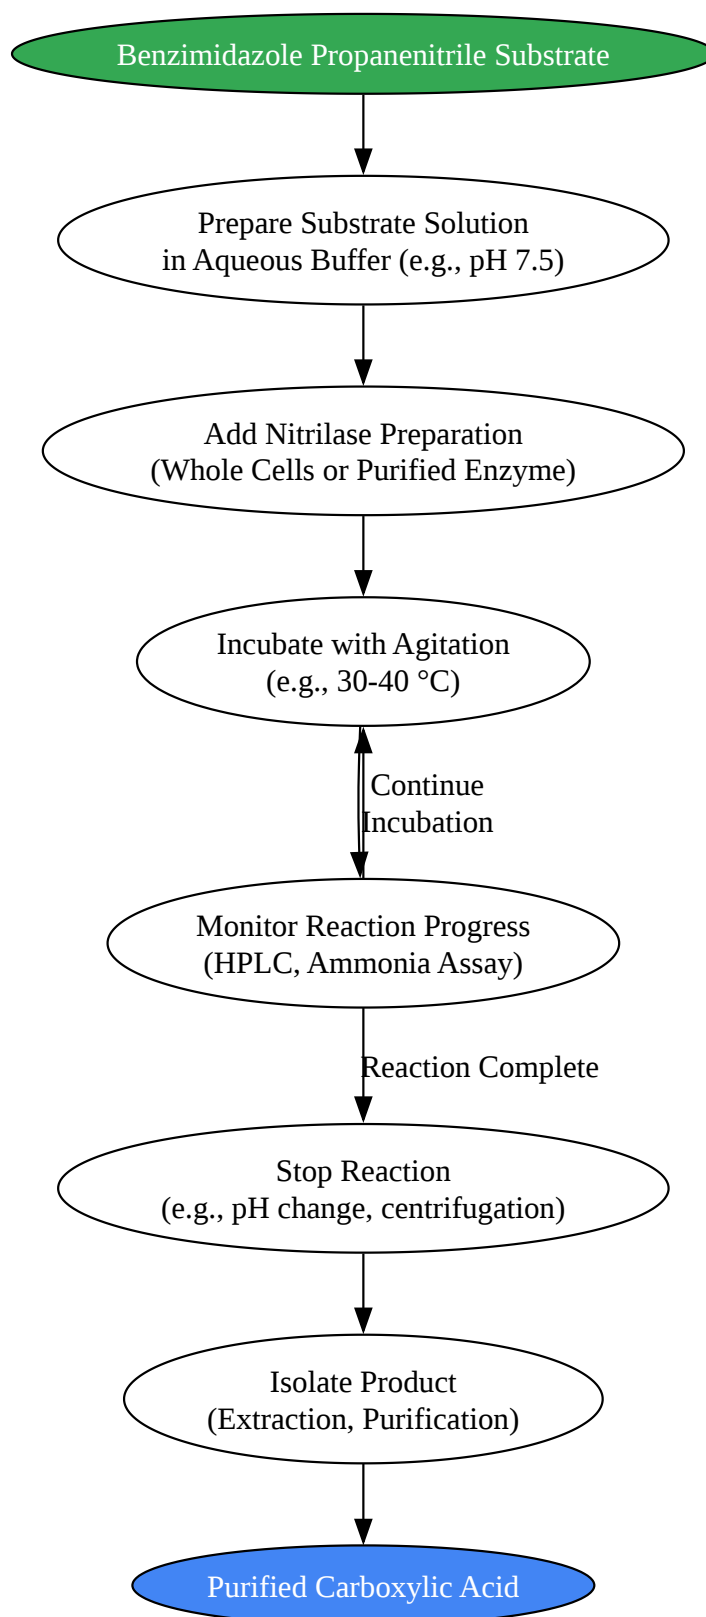 Benzimidazole Propanenitrile Substrate
Prepare Substrate Solution
in Aqueous Buffer (e.g., pH 7.5)
Add Nitrilase Preparation
(Whole Cells or Purified Enzyme)
Incubate with Agitation
(e.g., 30-40 °C)
Continue
Incubation
Monitor Reaction Progress
(HPLC, Ammonia Assay)
Reaction Complete
Stop Reaction
(e.g., pH change, centrifugation)
Isolate Product
(Extraction, Purification)
Purified Carboxylic Acid